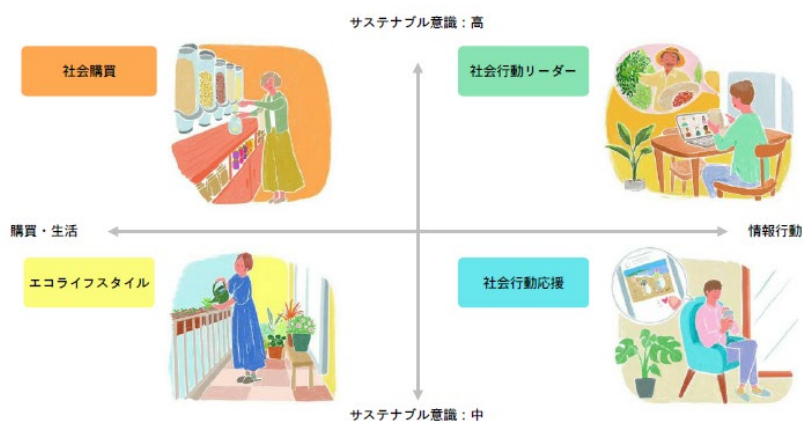 サステナブル意識：高
社会購買
社会行動リーダー
購買・生活
情報行動
エコライフスタイル
社会行動応援
サステナブル意識：中